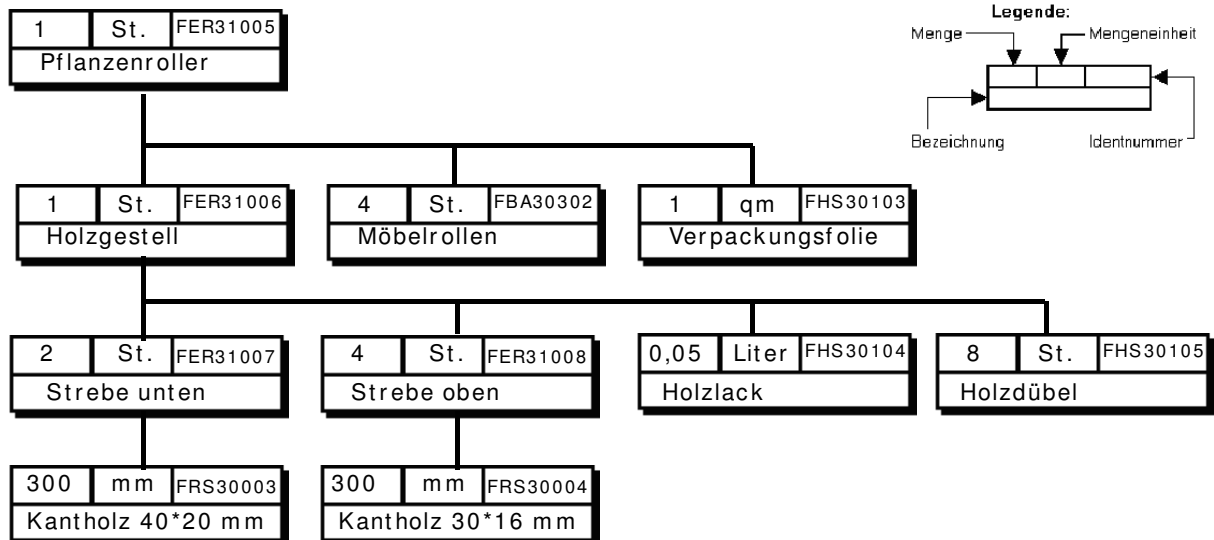 Legende:
Menge Mengeneinheit
Bezeichnung Identnummer
1 St. FER31005
Pflanzenroller
1 St. FER31006 4 St. FBA30302 1 qm FHS30103
Holzgestell Möbelrollen Verpackungsfolie
2 St. FER31007 4 St. FER31008 0,05 Liter FHS30104 8 St. FHS30105
Strebe unten Strebe oben Holzlack Holzdübel
300 mm FRS30003 300 mm FRS30004
Kantholz 40*20 mm Kantholz 30*16 mm